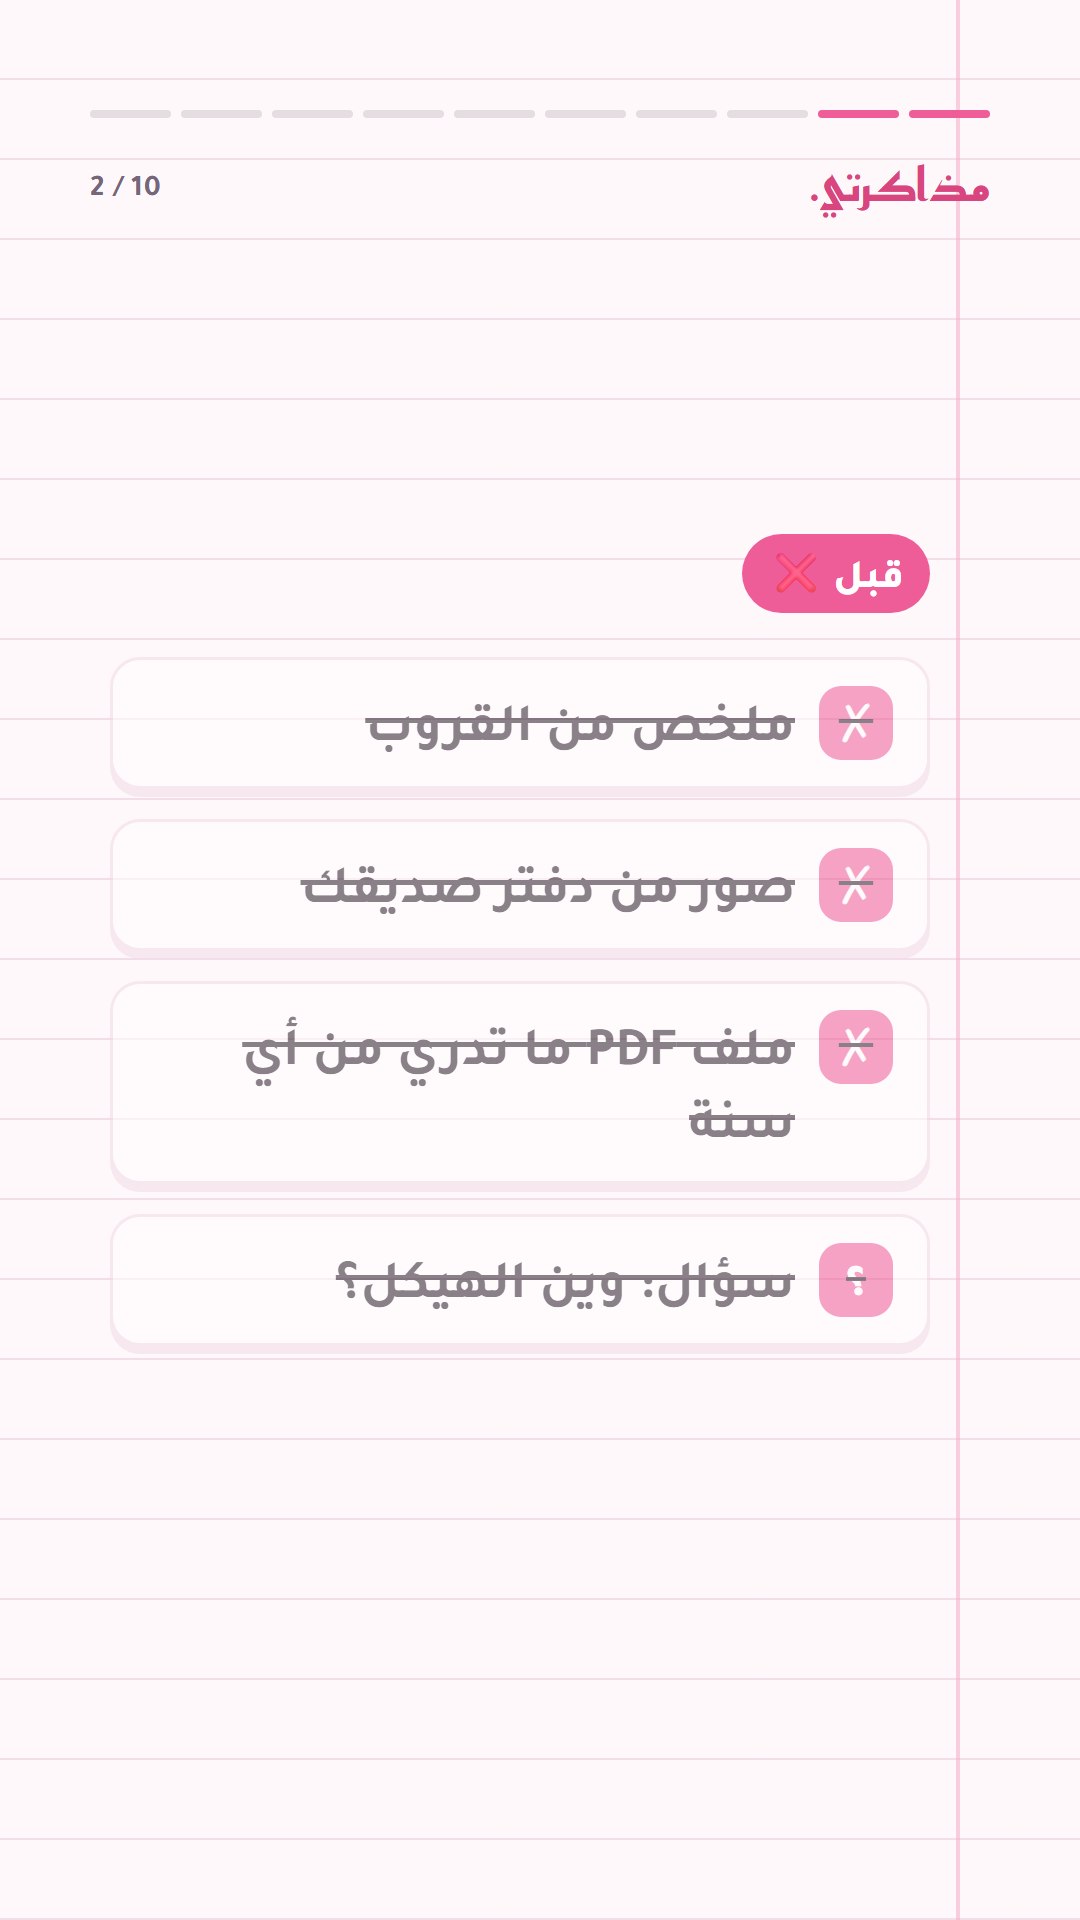 مذاكرتي.
2 / 10
قبل ❌
✗ ملخص من القروب
✗ صور من دفتر صديقك
✗ ملف PDF ما تدري من أي
سنة
؟ سؤال: وين الهيكل؟